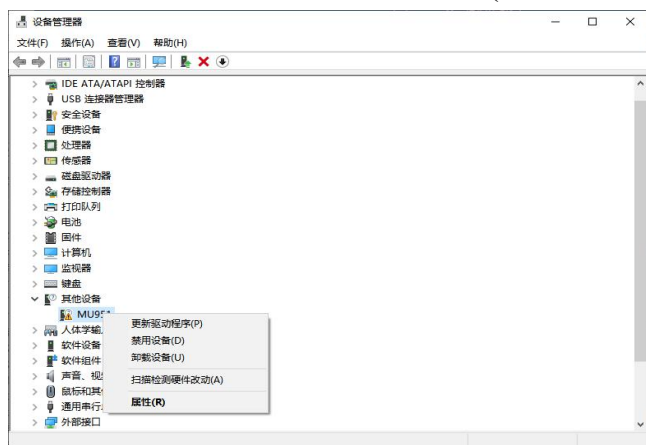 设备管理器
文件(F) 操作(A) 查看(V) 帮助(H)
IDE ATA/ATAPI 控制器
USB 连接器管理器
安全设备
便携设备
处理器
传感器
磁盘驱动器
存储控制器
打印队列
电池
固件
计算机
监视器
键盘
其他设备
MU951
更新驱动程序(P)
人体学输
禁用设备(D)
软件设备
卸载设备(U)
软件组件
扫描检测硬件改动(A)
声音、视
鼠标和其
属性(R)
通用串行
外部接口